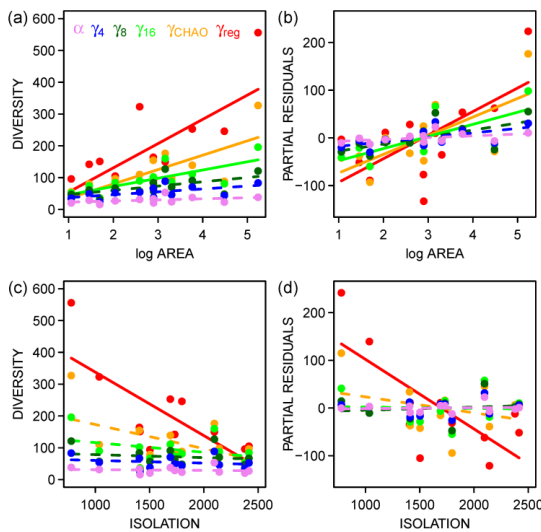 (a)
α γ4 γ8 γ16 γCHAO γreg
DIVERSITY
600
500
400
300
200
100
0
1 2 3 4 5
log AREA
(b)
PARTIAL RESIDUALS
200
100
0
−100
1 2 3 4 5
log AREA
(c)
DIVERSITY
600
500
400
300
200
100
0
1000 1500 2000 2500
ISOLATION
(d)
PARTIAL RESIDUALS
200
100
0
−100
1000 1500 2000 2500
ISOLATION